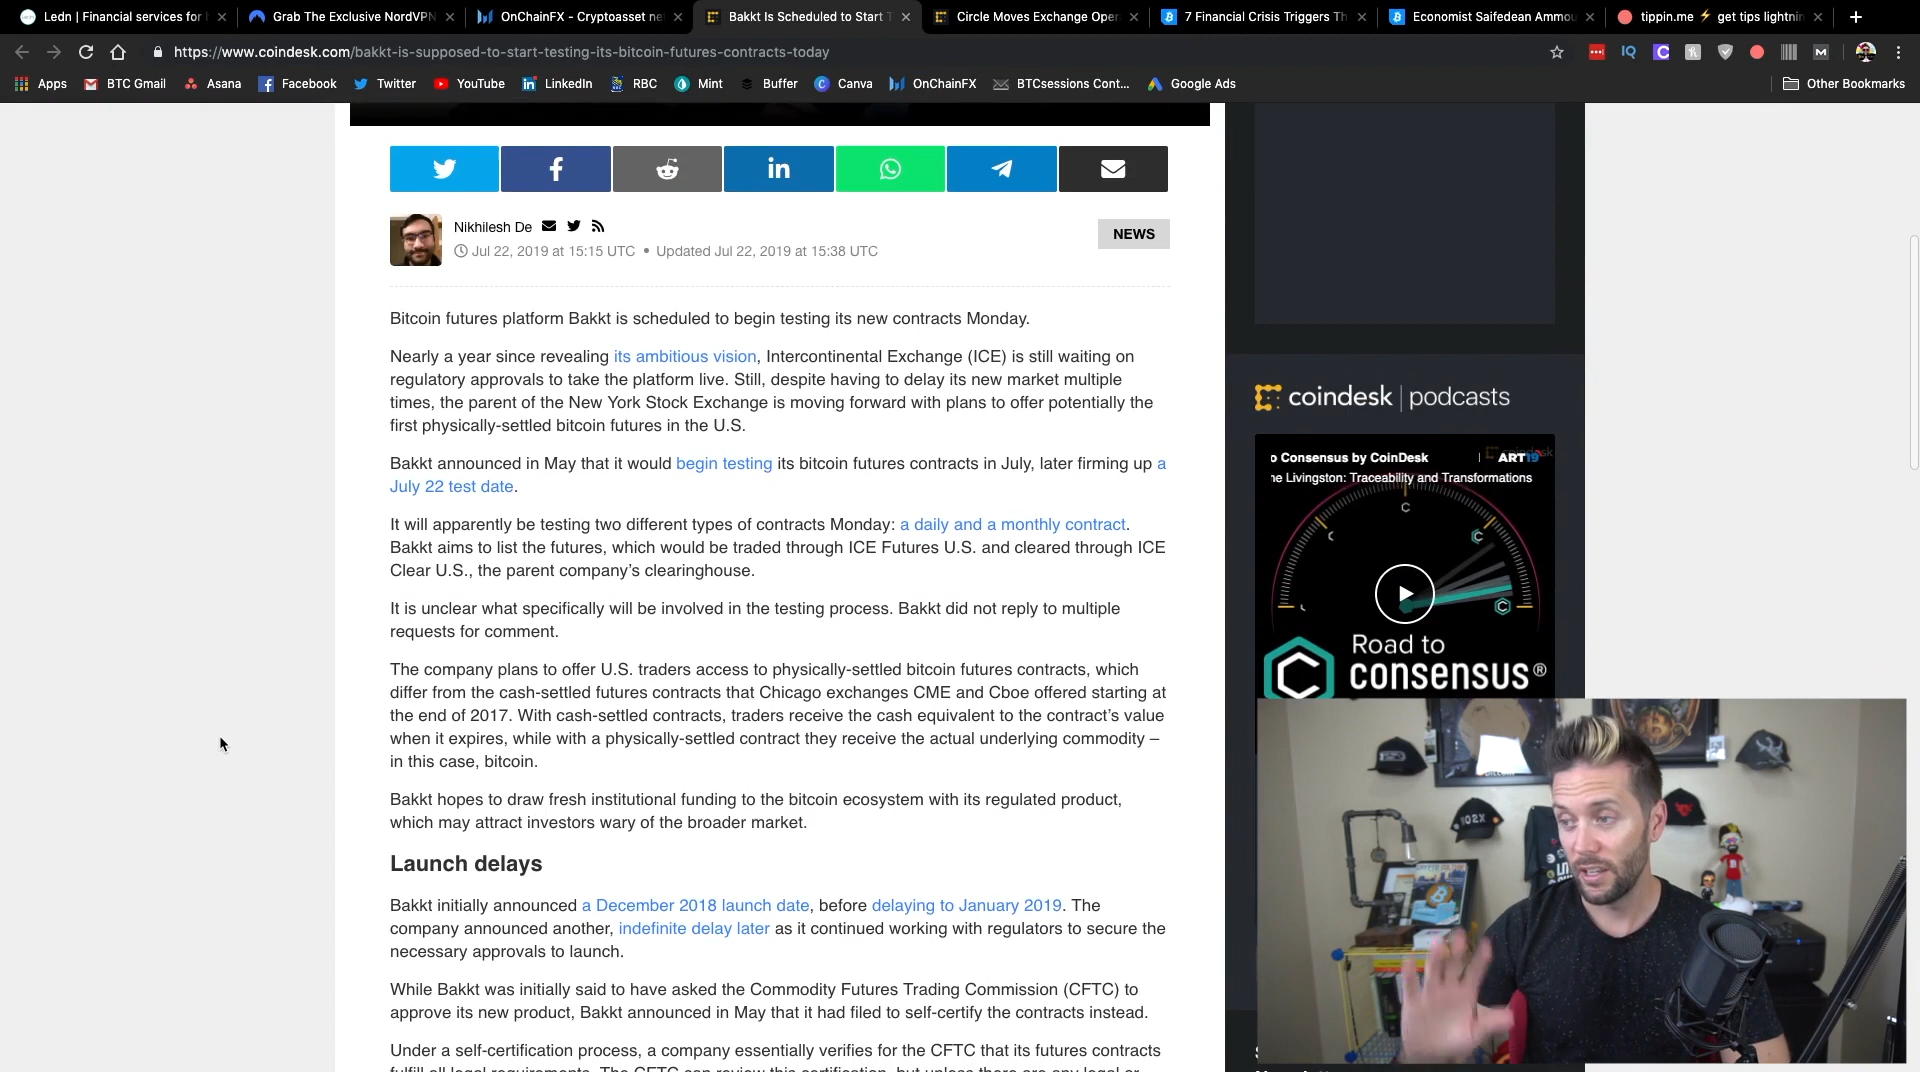 Ledn | Financial services for
Grab The Exclusive NordVPN
OnChainFX - Cryptoasset
Bakkt Is Scheduled to Start T
Circle Moves Exchange Oper
7 Financial Crisis Triggers Th
Economist Saifedean Ammou
tippin.me ⚡ get tips lightnin
https://www.coindesk.com/bakkt-is-supposed-to-start-testing-its-bitcoin-futures-contracts-today
Apps BTC Gmail Asana Facebook Twitter YouTube LinkedIn RBC Mint Buffer Canva OnChainFX BTCsessions Cont... Google Ads Other Bookmarks
Nikhilesh De
NEWS
Jul 22, 2019 at 15:15 UTC • Updated Jul 22, 2019 at 15:38 UTC
Bitcoin futures platform Bakkt is scheduled to begin testing its new contracts Monday.
Nearly a year since revealing its ambitious vision, Intercontinental Exchange (ICE) is still waiting on
regulatory approvals to take the platform live. Still, despite having to delay its new market multiple
times, the parent of the New York Stock Exchange is moving forward with plans to offer potentially the
first physically-settled bitcoin futures in the U.S.
Bakkt announced in May that it would begin testing its bitcoin futures contracts in July, later firming up a
July 22 test date.
It will apparently be testing two different types of contracts Monday: a daily and a monthly contract.
Bakkt aims to list the futures, which would be traded through ICE Futures U.S. and cleared through ICE
Clear U.S., the parent company's clearinghouse.
It is unclear what specifically will be involved in the testing process. Bakkt did not reply to multiple
requests for comment.
The company plans to offer U.S. traders access to physically-settled bitcoin futures contracts, which
differ from the cash-settled futures contracts that Chicago exchanges CME and Cboe offered starting at
the end of 2017. With cash-settled contracts, traders receive the cash equivalent to the contract's value
when it expires, while with a physically-settled contract they receive the actual underlying commodity –
in this case, bitcoin.
Bakkt hopes to draw fresh institutional funding to the bitcoin ecosystem with its regulated product,
which may attract investors wary of the broader market.
Launch delays
Bakkt initially announced a December 2018 launch date, before delaying to January 2019. The
company announced another, indefinite delay later as it continued working with regulators to secure the
necessary approvals to launch.
While Bakkt was initially said to have asked the Commodity Futures Trading Commission (CFTC) to
approve its new product, Bakkt announced in May that it had filed to self-certify the contracts instead.
Under a self-certification process, a company essentially verifies for the CFTC that its futures contracts
fulfill all legal requirements. The CFTC can review this certification, but unless there are any legal or
coindesk | podcasts
o Consensus by CoinDesk | ART19
ne Livingston: Traceability and Transformations
Road to
consensus®